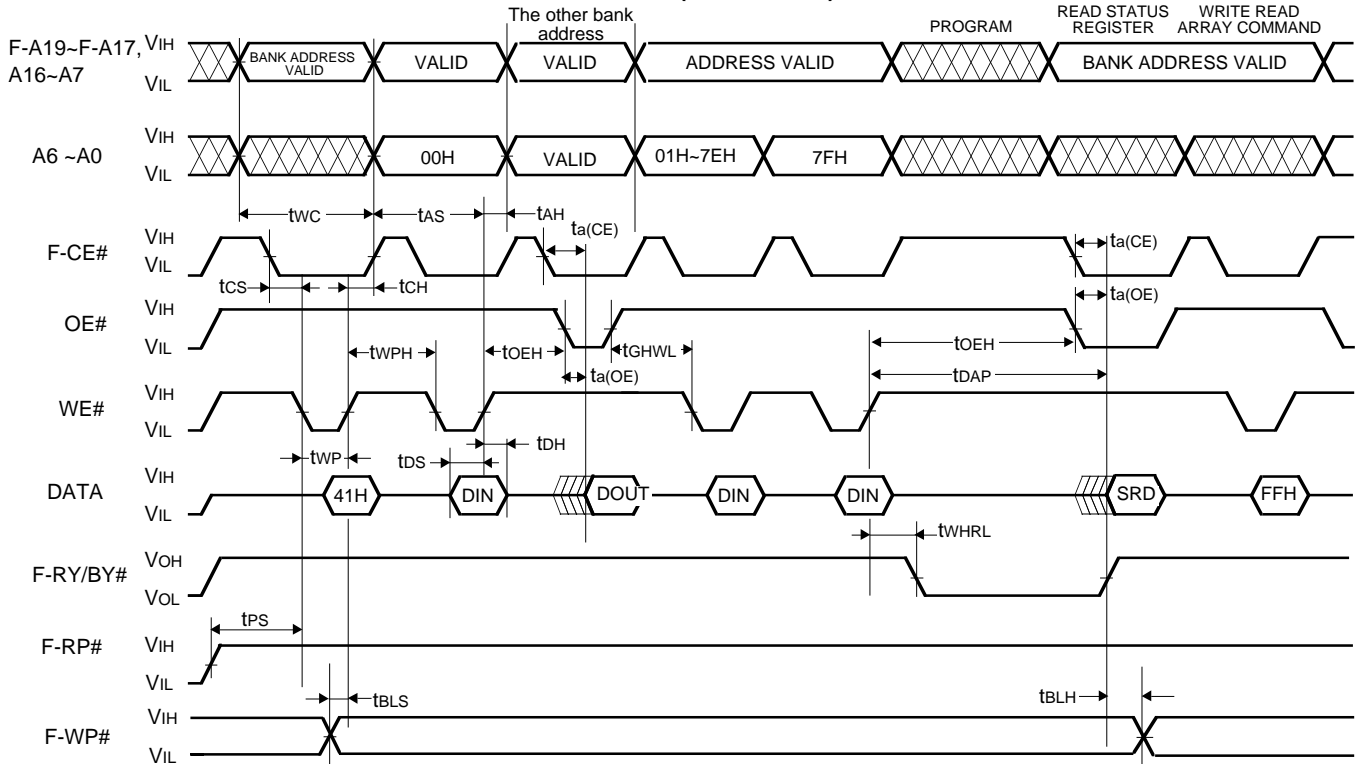 The other bank
address
PROGRAM
READ STATUS
REGISTER
WRITE READ
ARRAY COMMAND
F-A19~F-A17,
A16~A7
VIH
VIL
BANK ADDRESS
VALID
VALID
VALID
ADDRESS VALID
BANK ADDRESS VALID
A6 ~A0
VIH
VIL
00H
VALID
01H~7EH
7FH
tWC
tAS
tAH
ta(CE)
ta(CE)
F-CE#
VIH
VIL
tCS
tCH
ta(OE)
OE#
VIH
VIL
tWPH
tOEH
tGHWL
tOEH
ta(OE)
tDAP
WE#
VIH
VIL
tWP
tDS
tDH
DATA
VIH
VIL
41H
DIN
DOUT
DIN
DIN
SRD
FFH
tWHRL
F-RY/BY#
VOH
VOL
tPS
F-RP#
VIH
VIL
tBLS
tBLH
F-WP#
VIH
VIL